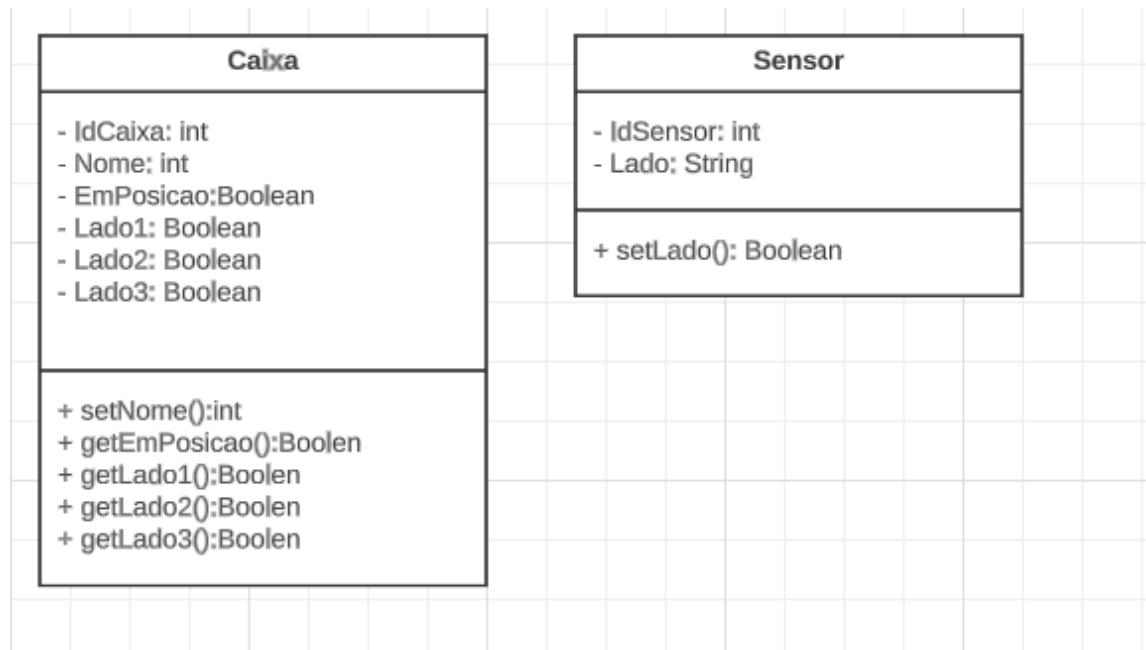 Caixa
- IdCaixa: int
- Nome: int
- EmPosicao:Boolean
- Lado1: Boolean
- Lado2: Boolean
- Lado3: Boolean
+ setNome():int
+ getEmPosicao():Boolen
+ getLado1():Boolen
+ getLado2():Boolen
+ getLado3():Boolen
Sensor
- IdSensor: int
- Lado: String
+ setLado(): Boolean